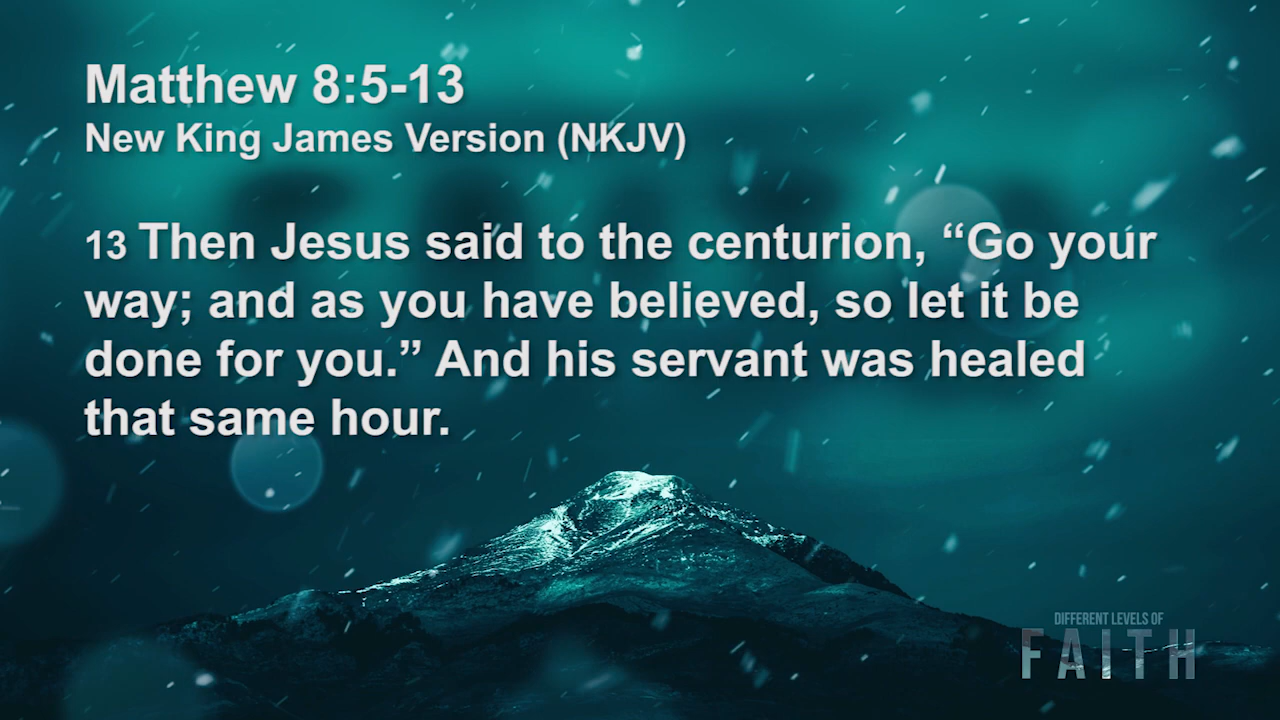 Matthew 8:5-13
New King James Version (NKJV)
13 Then Jesus said to the centurion, “Go your
way; and as you have believed, so let it be
done for you.” And his servant was healed
that same hour.
DIFFERENT LEVELS OF
FAITH